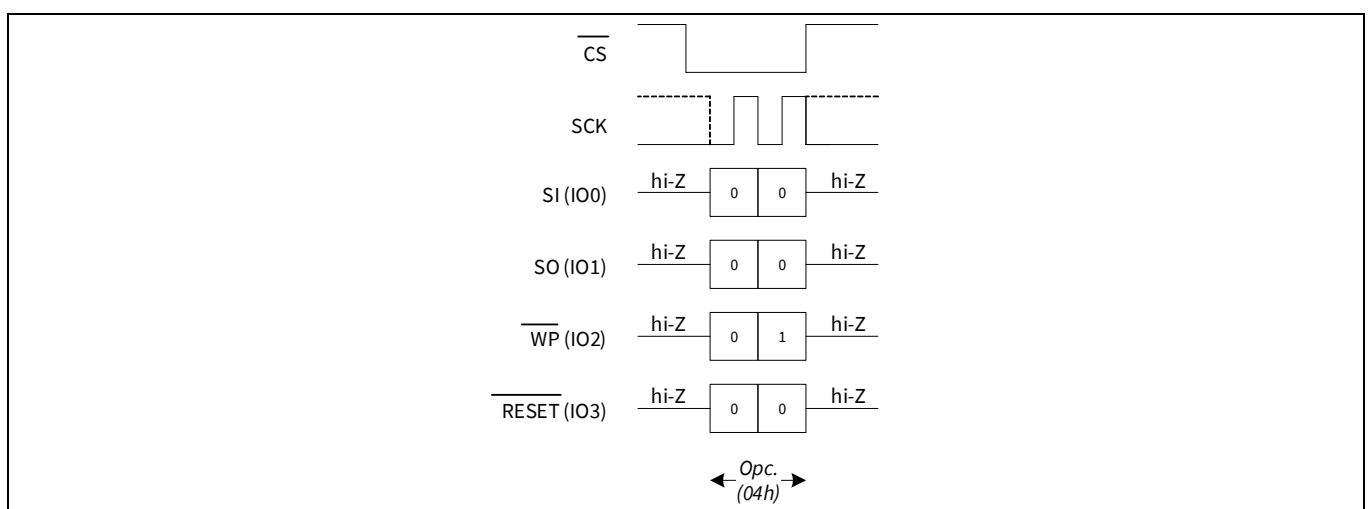 CS
SCK
hi-Z 0 0 hi-Z
SI (IO0)
hi-Z 0 0 hi-Z
SO (IO1)
hi-Z 0 1 hi-Z
WP (IO2)
hi-Z 0 0 hi-Z
RESET (IO3)
Opc.
(04h)